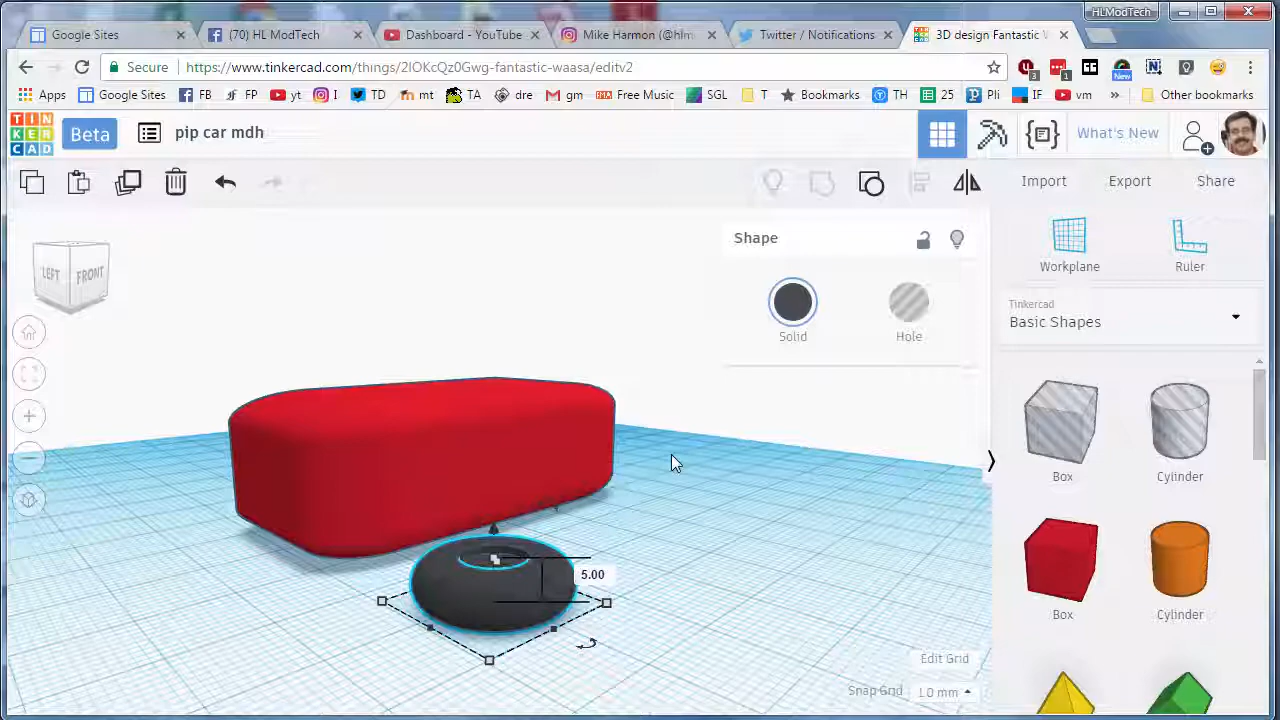 HLModTech
Google Sites
(70) HL ModTech
Dashboard - YouTube
Mike Harmon (@hlm
Twitter / Notifications
3D design Fantastic W
Secure
https://www.tinkercad.com/things/2lOkcQz0Gwg-fantastic-waasa/editv2
3
1
New
Apps
Google Sites
FB
FP
yt
I
TD
mt
TA
dre
gm
Free Music
SGL
T
Bookmarks
TH
25
Pli
IF
vm
»
Other bookmarks
TIN
KER
CAD
Beta
pip car mdh
What's New
Import
Export
Share
LEFT
FRONT
Shape
Solid
Hole
Workplane
Ruler
Tinkercad
Basic Shapes
Box
Cylinder
Box
Cylinder
5.00
Edit Grid
Snap Grid
1.0 mm